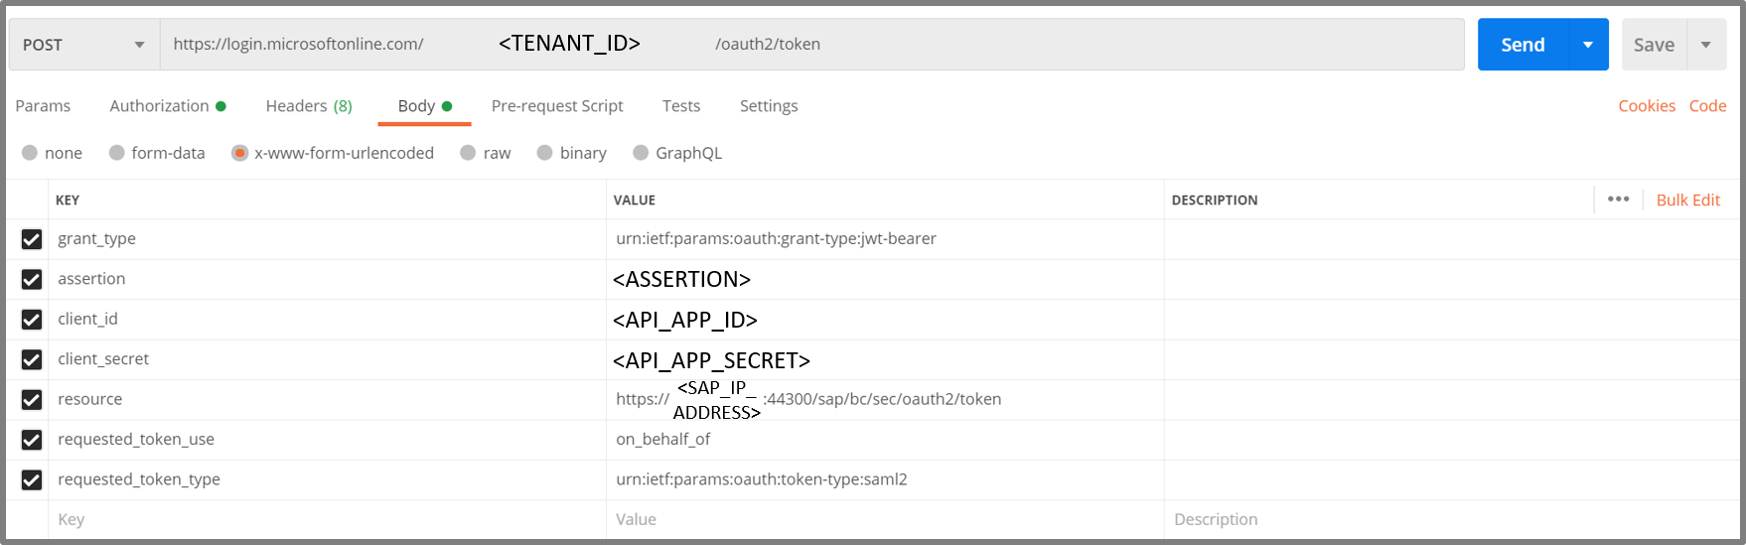 POST https://login.microsoftonline.com/ <TENANT_ID> /oauth2/token Send Save
Params Authorization Headers (8) Body Pre-request Script Tests Settings Cookies Code
none form-data x-www-form-urlencoded raw binary GraphQL
KEY VALUE DESCRIPTION ••• Bulk Edit
grant_type urn:ietf:params:oauth:grant-type:jwt-bearer
assertion <ASSERTION>
client_id <API_APP_ID>
client_secret <API_APP_SECRET>
resource https:// <SAP_IP_ADDRESS> :44300/sap/bc/sec/oauth2/token
requested_token_use on_behalf_of
requested_token_type urn:ietf:params:oauth:token-type:saml2
Key Value Description